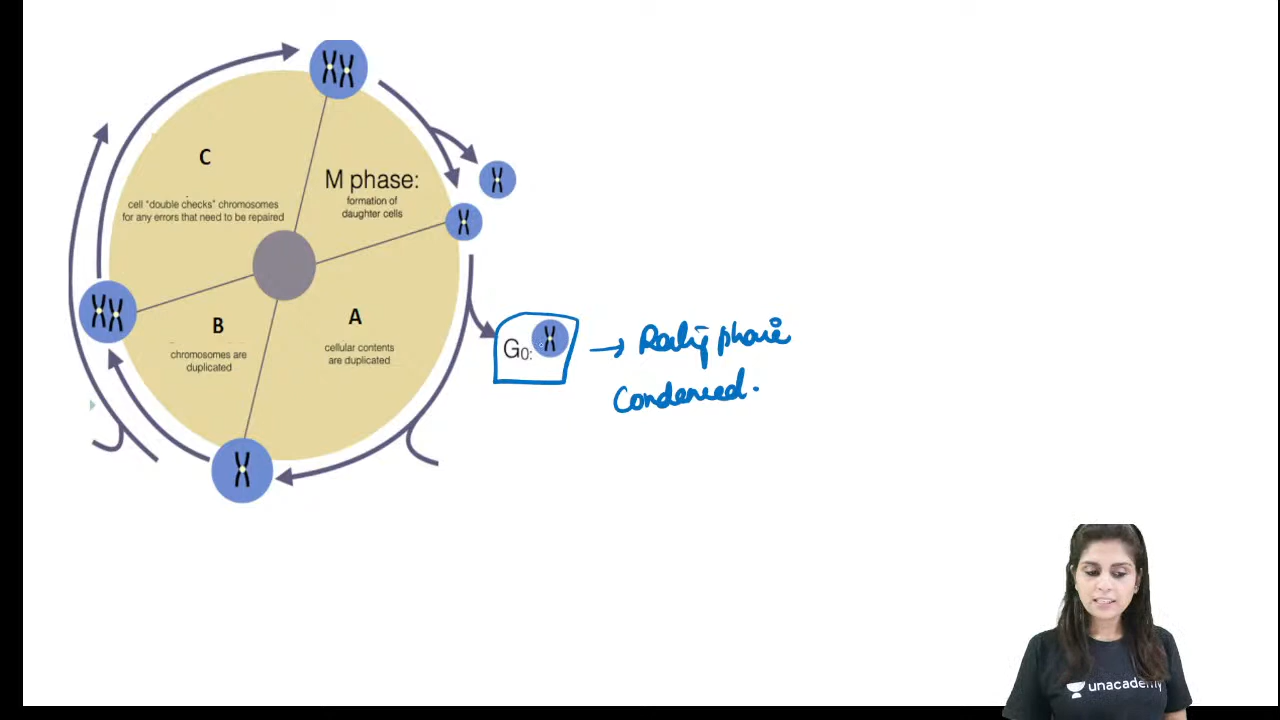 C
cell "double checks" chromosomes
for any errors that need to be repaired
M phase:
formation of
daughter cells
B
chromosomes are
duplicated
A
cellular contents
are duplicated
G0:
→ Resting phase
Condensed.
unacademy